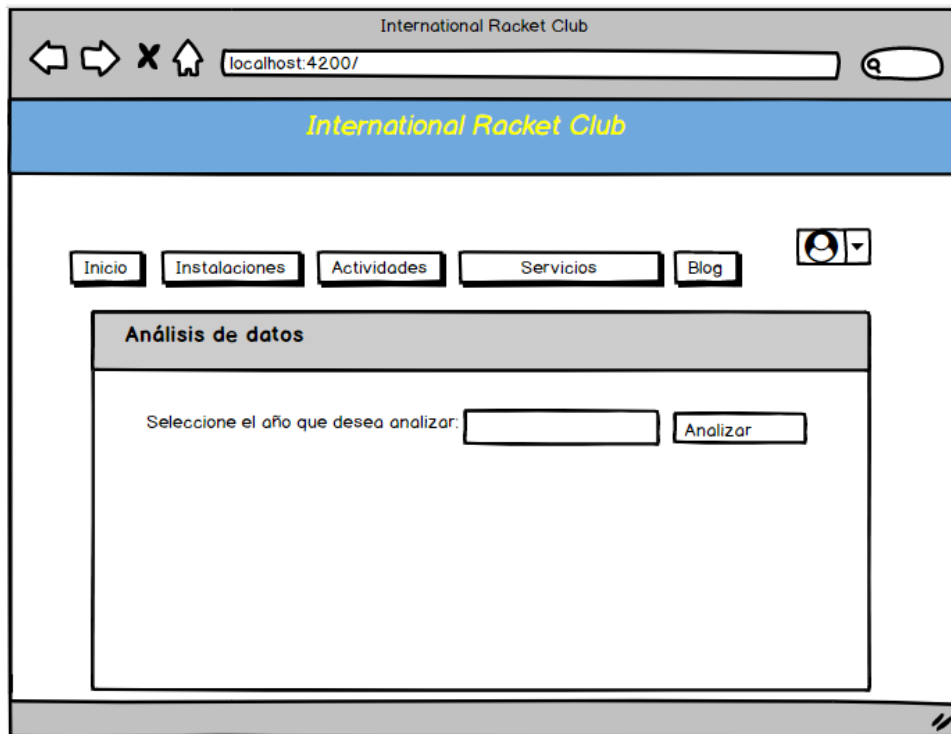 International Racket Club
localhost:4200/
International Racket Club
Inicio Instalaciones Actividades Servicios Blog
Análisis de datos
Seleccione el año que desea analizar: Analizar